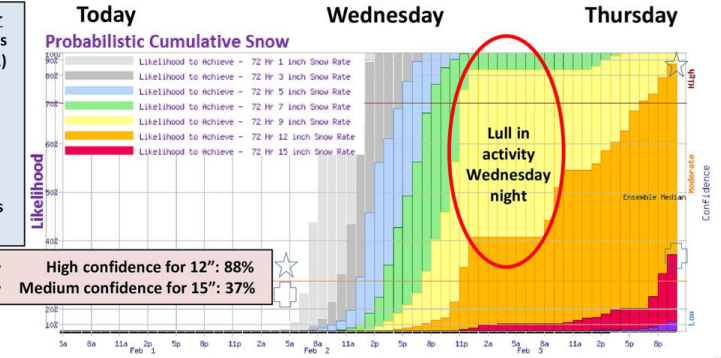 Today
Wednesday
Thursday
Probabilistic Cumulative Snow
Likelihood to Achieve - 72 Hr 1 inch Snow Rate
Likelihood to Achieve - 72 Hr 3 inch Snow Rate
Likelihood to Achieve - 72 Hr 5 inch Snow Rate
Likelihood to Achieve - 72 Hr 7 inch Snow Rate
Likelihood to Achieve - 72 Hr 9 inch Snow Rate
Likelihood to Achieve - 72 Hr 12 inch Snow Rate
Likelihood to Achieve - 72 Hr 15 inch Snow Rate
90%
80%
70%
60%
50%
40%
20%
10%
Likelihood
Lull in
activity
Wednesday
night
Ensemble Median
High
Moderate
Low
Confidence
High confidence for 12”: 88%
Medium confidence for 15”: 37%
5a 8a 11a 2p 5p 8p 11p 2a 5a 8a 11a 2p 5p 8p 11p 2a 5a 8a 11a 2p 5p 8p
Feb 1 Feb 2 Feb 3